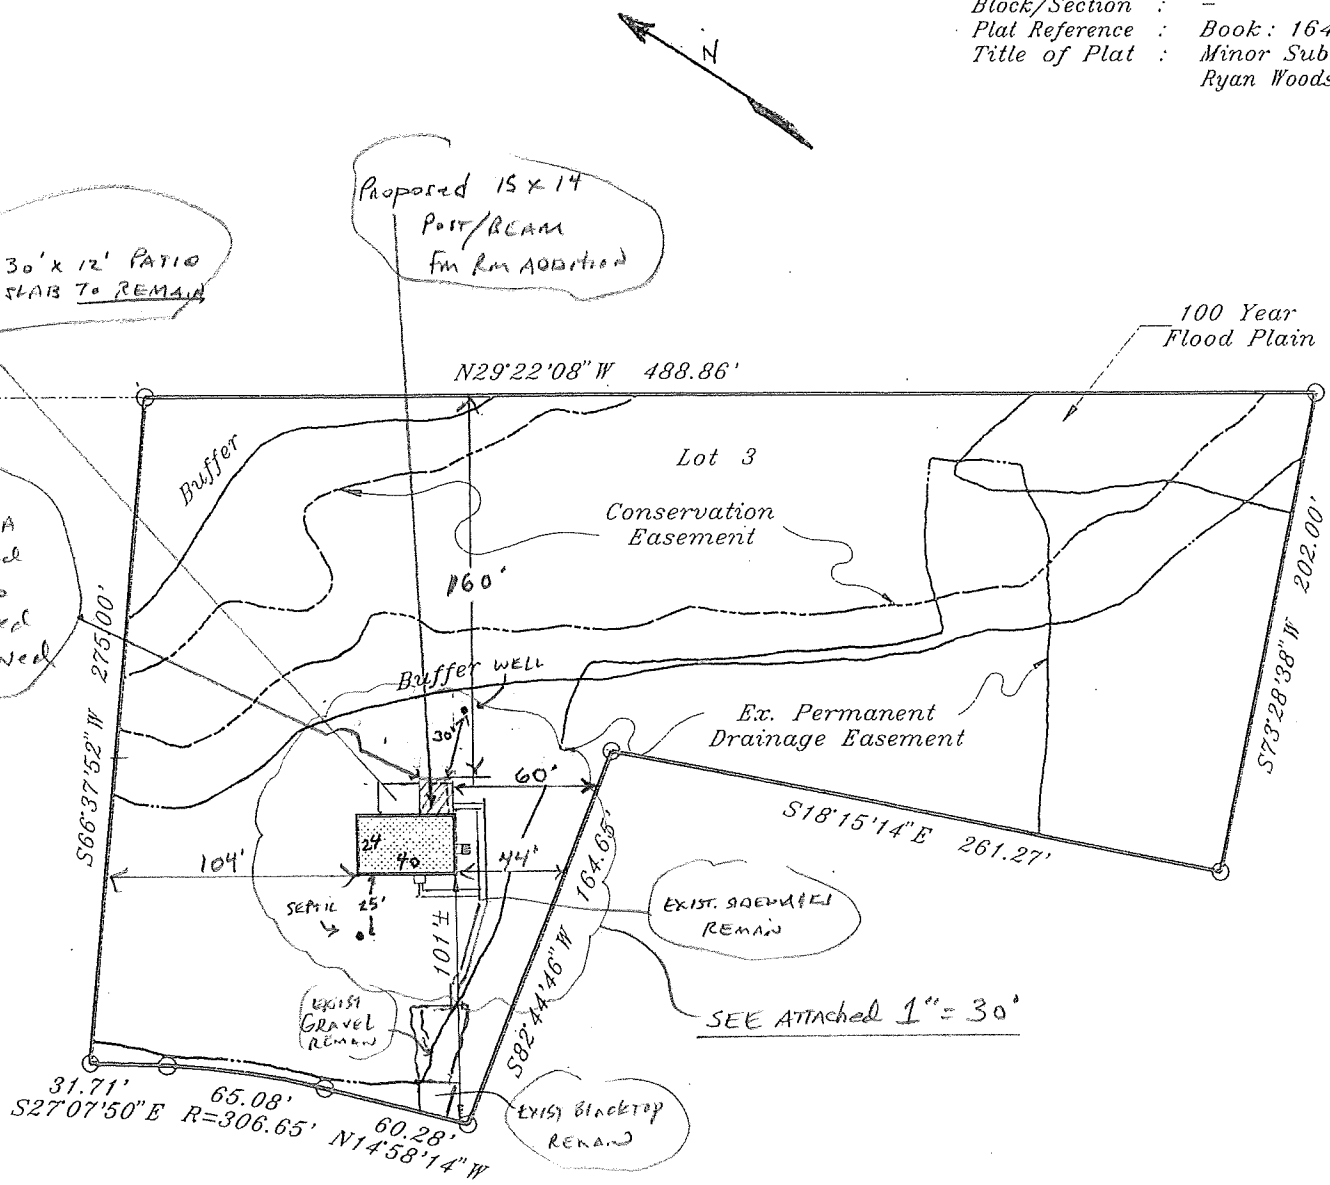 Block/Section : -
Plat Reference : Book: 164
Title of Plat : Minor Sub
Ryan Woods
N
Proposed 15 x 14
POST/BEAM
FM RM ADDITION
30' x 12' PATIO
SLAB TO REMAIN
100 Year
Flood Plain
N29°22'08" W 488.86'
Buffer
Lot 3
Conservation
Easement
160'
S66°37'52" W 275.00'
S73°28'38" W 202.00'
Buffer
WELL
30'
Ex. Permanent
Drainage Easement
60'
S18°15'14" E 261.27'
24
40
104'
44'
SEPTIC 25'
101'±
S82°44'46" W 164.65'
EXIST. SIDEWALKS
REMAIN
EXIST
GRAVEL
REMAIN
SEE ATTAChed 1" = 30'
EXIST BLACKTOP
REMAIN
31.71'
S27°07'50" E
65.08'
R=306.65'
60.28'
N14°58'14" W